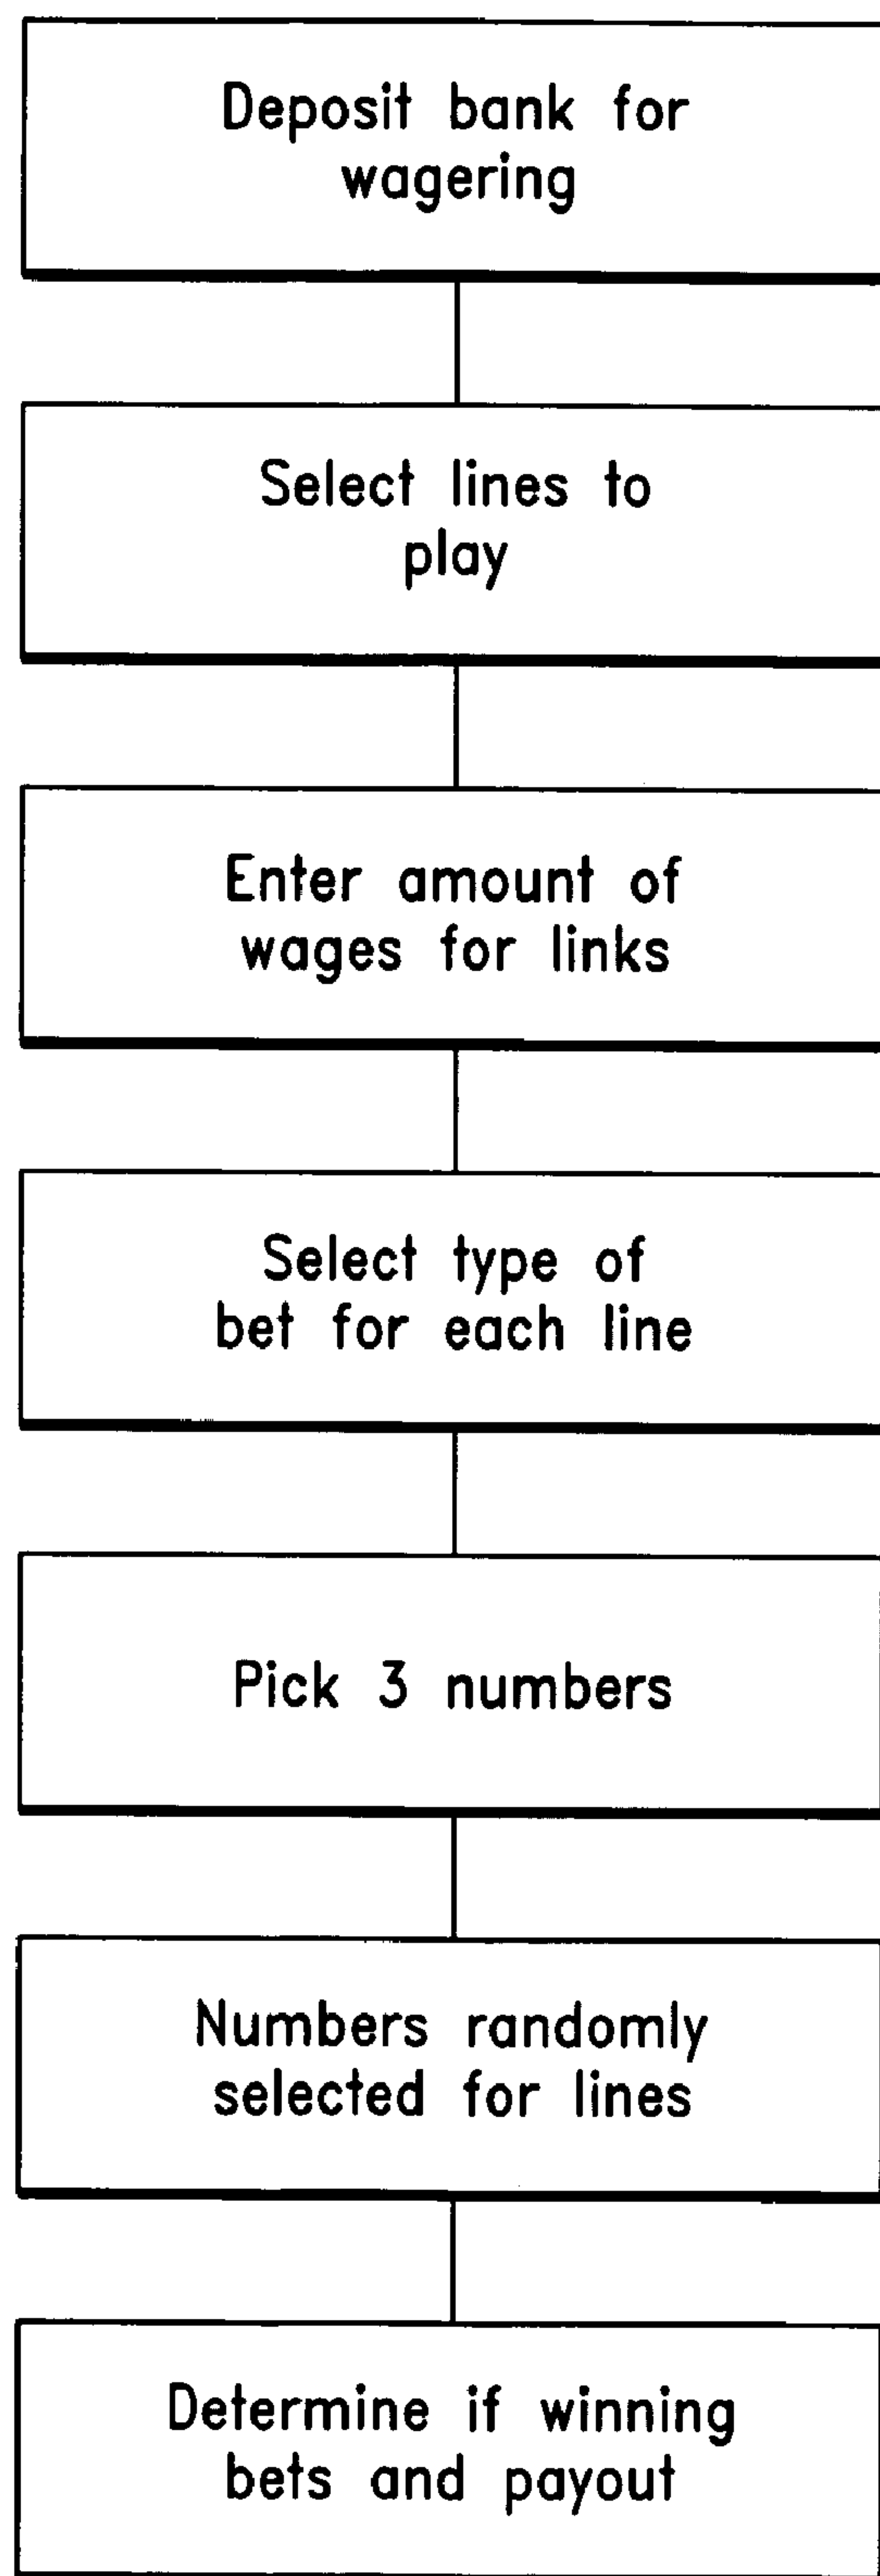 Deposit bank for
wagering
Select lines to
play
Enter amount of
wages for links
Select type of
bet for each line
Pick 3 numbers
Numbers randomly
selected for lines
Determine if winning
bets and payout